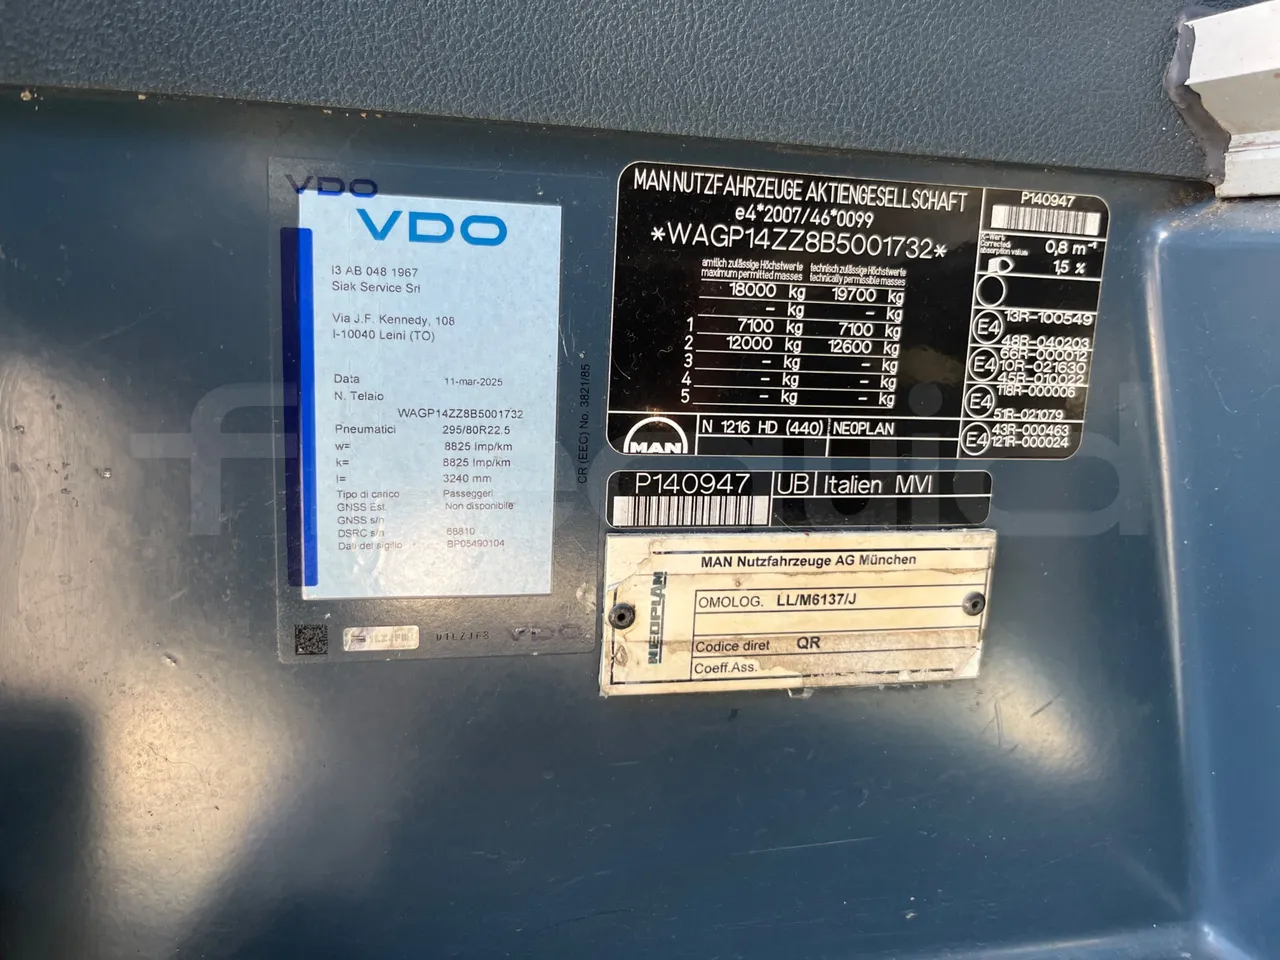 VDO
VDO
I3 AB 048 1967
Siak Service Srl
Via J.F. Kennedy, 108
I-10040 Leini (TO)
Data 11-mar-2025
N. Telaio
WAGP14ZZ8B5001732
Pneumatici 295/80R22.5
w= 8825 Imp/km
k= 8825 Imp/km
l= 3240 mm
Tipo di carico Passeggeri
GNSS Est. Non disponibile
GNSS s/n
DSRC s/n 68810
Dati del sigillo BP05490104
CR (EEC) No. 3821/85
VDO
MAN NUTZFAHRZEUGE AKTIENGESELLSCHAFT
e4*2007/46*0099
*WAGP14ZZ8B5001732*
amtlich zulässige Höchstwerte technisch zulässige Höchstwerte
maximum permitted masses technically permissible masses
18000 kg 19700 kg
- kg - kg
1 7100 kg 7100 kg
2 12000 kg 12600 kg
3 - kg - kg
4 - kg - kg
5 - kg - kg
MAN N 1216 HD (440) NEOPLAN
P140947
X-Wert
Corrected
absorption value 0,8 m⁻¹
1,5 %
E4 13R-100549
48R-040203
E4 66R-000012
10R-021630
45R-010022
E4 118R-000006
51R-021079
E4 43R-000463
121R-000024
P140947 UB Italien MVI
MAN Nutzfahrzeuge AG München
NEOPLAN
OMOLOG. LL/M6137/J
Codice diret QR
Coeff.Ass.